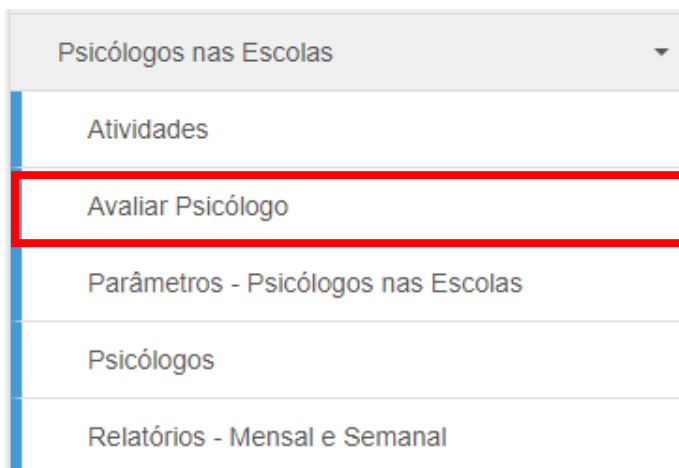 Psicólogos nas Escolas
Atividades
Avaliar Psicólogo
Parâmetros - Psicólogos nas Escolas
Psicólogos
Relatórios - Mensal e Semanal